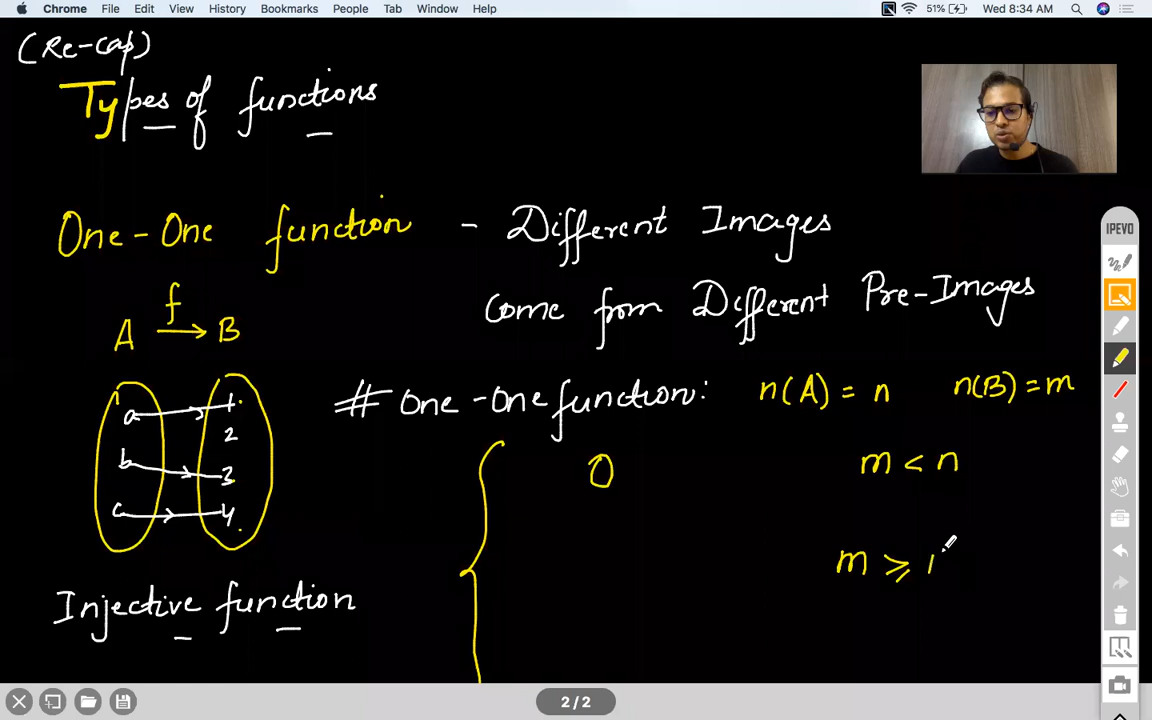 Chrome File Edit View History Bookmarks People Tab Window Help 51% Wed 8:34 AM
(Re-cap)
Types of functions
IPEVO
One-One function - Different Images
Come from Different Pre-Images
f
A → B
# One-One function: n(A) = n n(B) = m
a 1
2
b 3
c 4
0 m < n
m ≥
Injective function
2/2